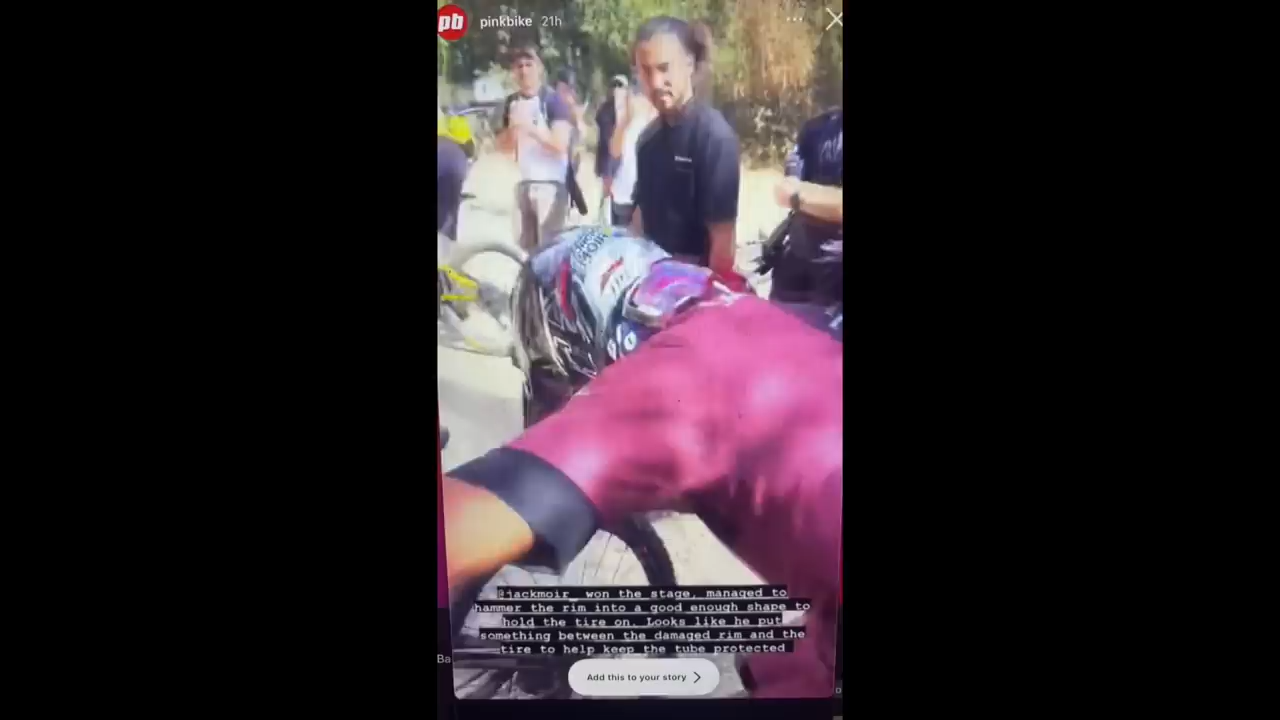 pb pinkbike 21h
@jackmoir_ won the stage, managed to
hammer the rim into a good enough shape to
hold the tire on. Looks like he put
something between the damaged rim and the
tire to help keep the tube protected
Ba
Add this to your story